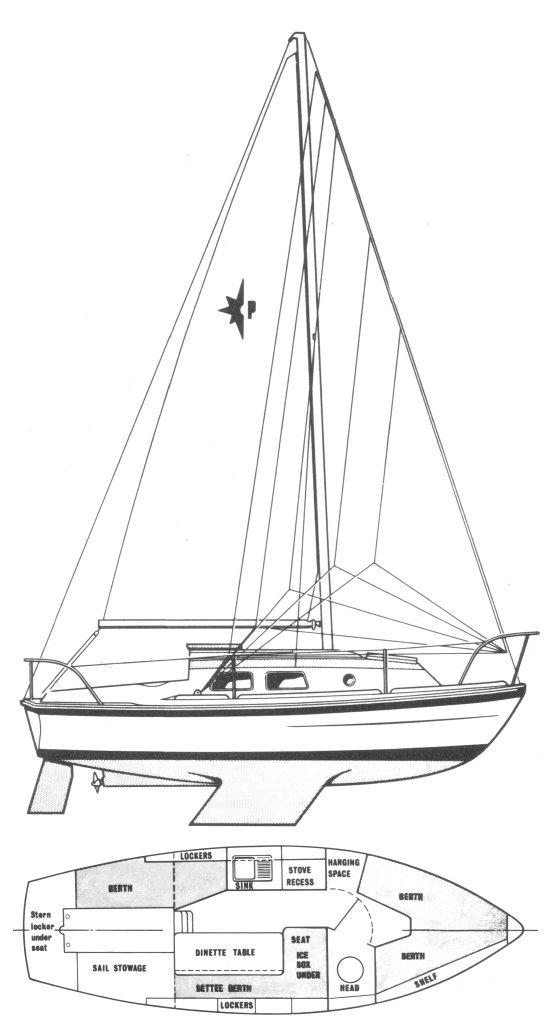 P
LOCKERS
BERTH
SINK
STOVE
RECESS
HANGING
SPACE
BERTH
Stern
locker
under
seat
DINETTE TABLE
SEAT
ICE
BOX
UNDER
BERTH
SAIL STOWAGE
SETTEE BERTH
HEAD
SHELF
LOCKERS